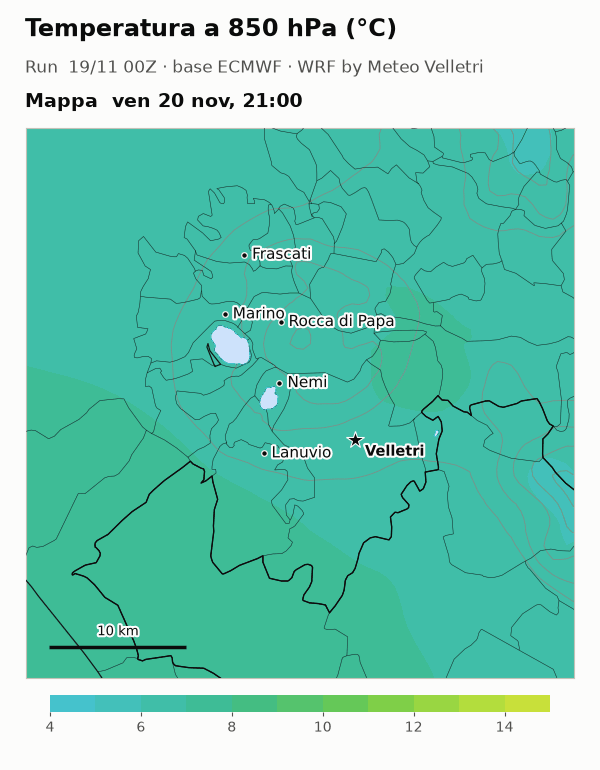 Temperatura a 850 hPa (°C)
Run  19/11 00Z · base ECMWF · WRF by Meteo Velletri
Mappa  ven 20 nov, 21:00
Frascati
Marino
Rocca di Papa
Nemi
Velletri
Lanuvio
10 km
4 6 8 10 12 14